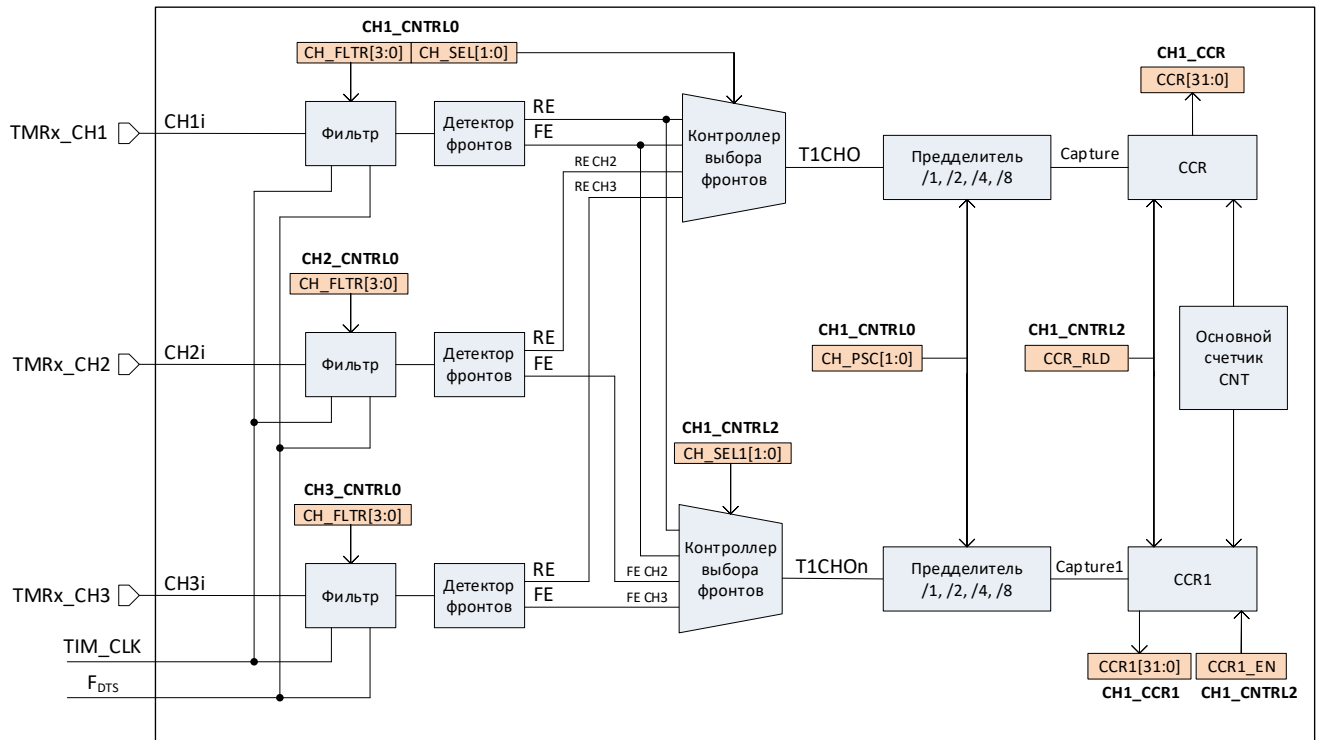 CH1_CNTRL0
CH_FLTR[3:0] CH_SEL[1:0]
CH1_CCR
CCR[31:0]
TMRx_CH1
CH1i
Фильтр
Детектор
фронтов
RE
FE
RE CH2
RE CH3
Контроллер
выбора
фронтов
T1CHO
Предделитель
/1, /2, /4, /8
Capture
CCR
CH2_CNTRL0
CH_FLTR[3:0]
TMRx_CH2
CH2i
Фильтр
Детектор
фронтов
RE
FE
CH1_CNTRL0
CH_PSC[1:0]
CH1_CNTRL2
CCR_RLD
Основной
счетчик
CNT
CH1_CNTRL2
CH_SEL1[1:0]
CH3_CNTRL0
CH_FLTR[3:0]
TMRx_CH3
CH3i
Фильтр
Детектор
фронтов
RE
FE
FE CH2
FE CH3
Контроллер
выбора
фронтов
T1CHOn
Предделитель
/1, /2, /4, /8
Capture1
CCR1
TIM_CLK
FDTS
CCR1[31:0]
CH1_CCR1
CCR1_EN
CH1_CNTRL2